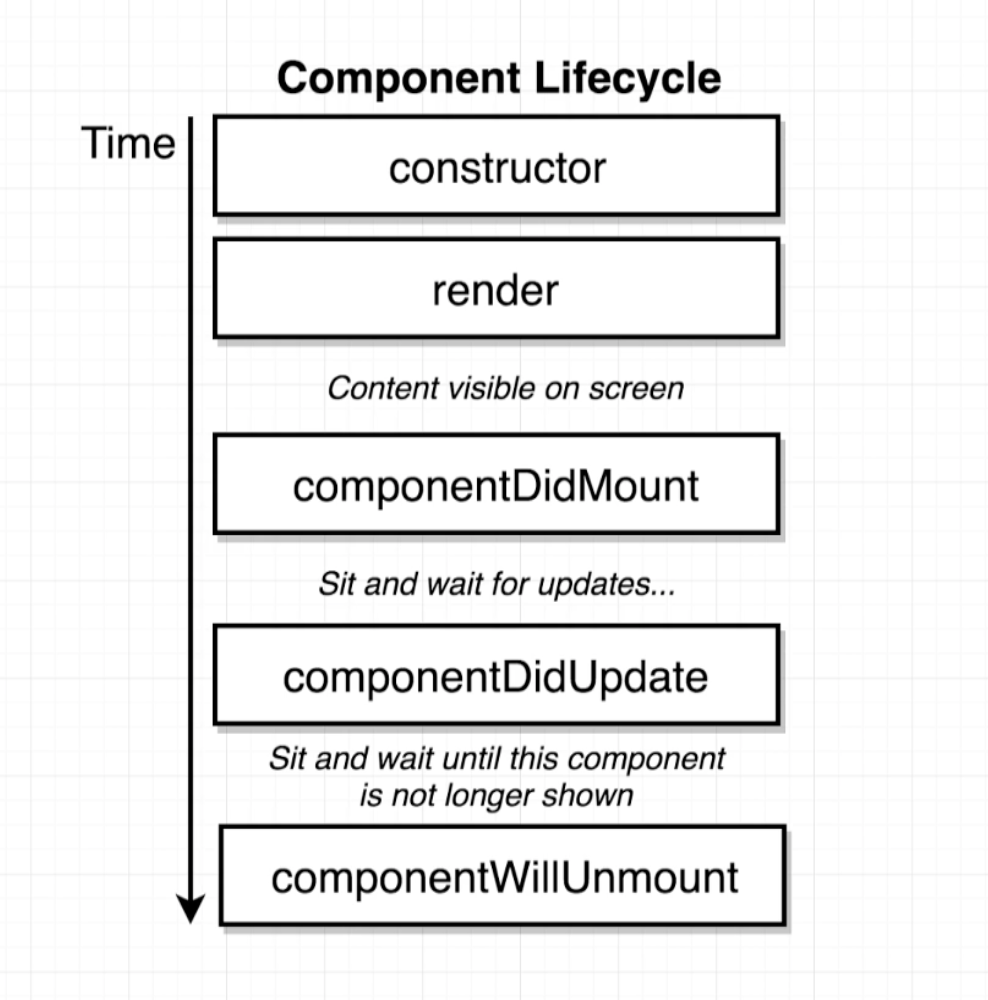 Component Lifecycle
Time
constructor
render
Content visible on screen
componentDidMount
Sit and wait for updates...
componentDidUpdate
Sit and wait until this component
is not longer shown
componentWillUnmount